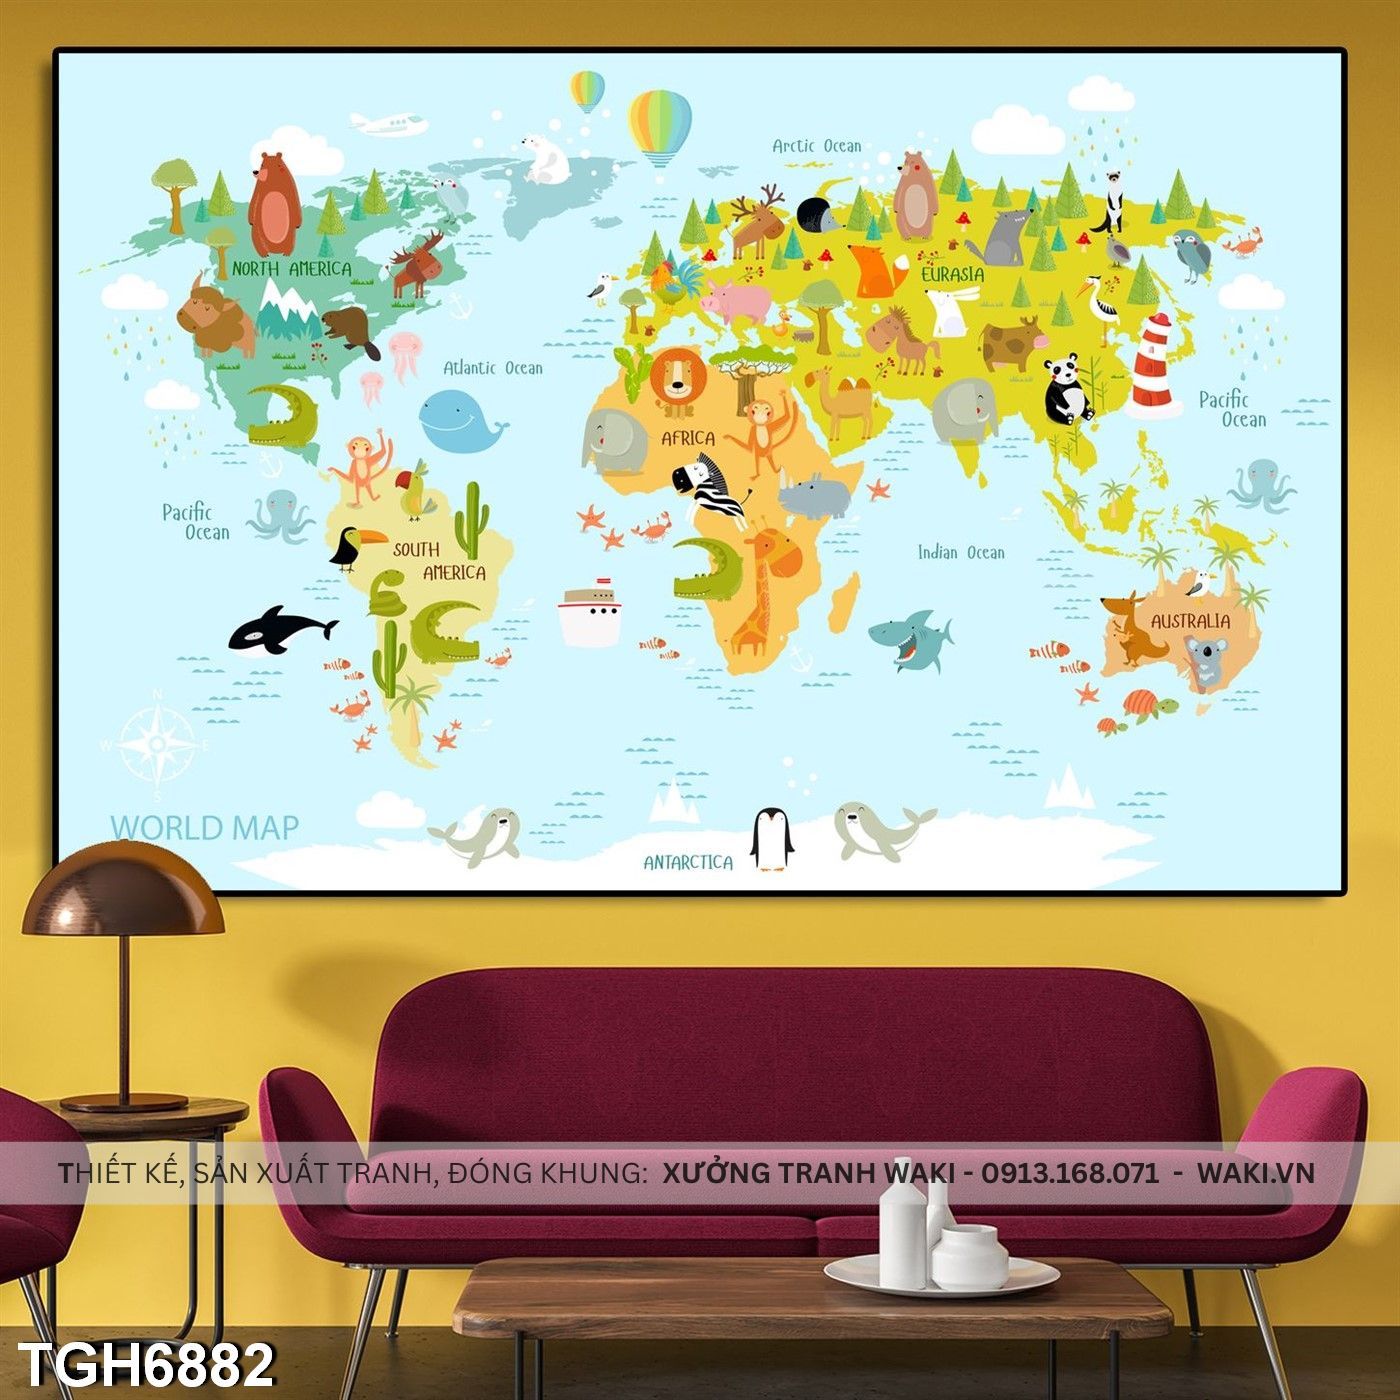 Arctic Ocean
NORTH AMERICA
EURASIA
Atlantic Ocean
Pacific
Ocean
AFRICA
Pacific
Ocean
SOUTH
AMERICA
Indian Ocean
AUSTRALIA
N
W
E
S
WORLD MAP
ANTARCTICA
THIẾT KẾ, SẢN XUẤT TRANH, ĐÓNG KHUNG: XƯỞNG TRANH WAKI - 0913.168.071 - WAKI.VN
TGH6882